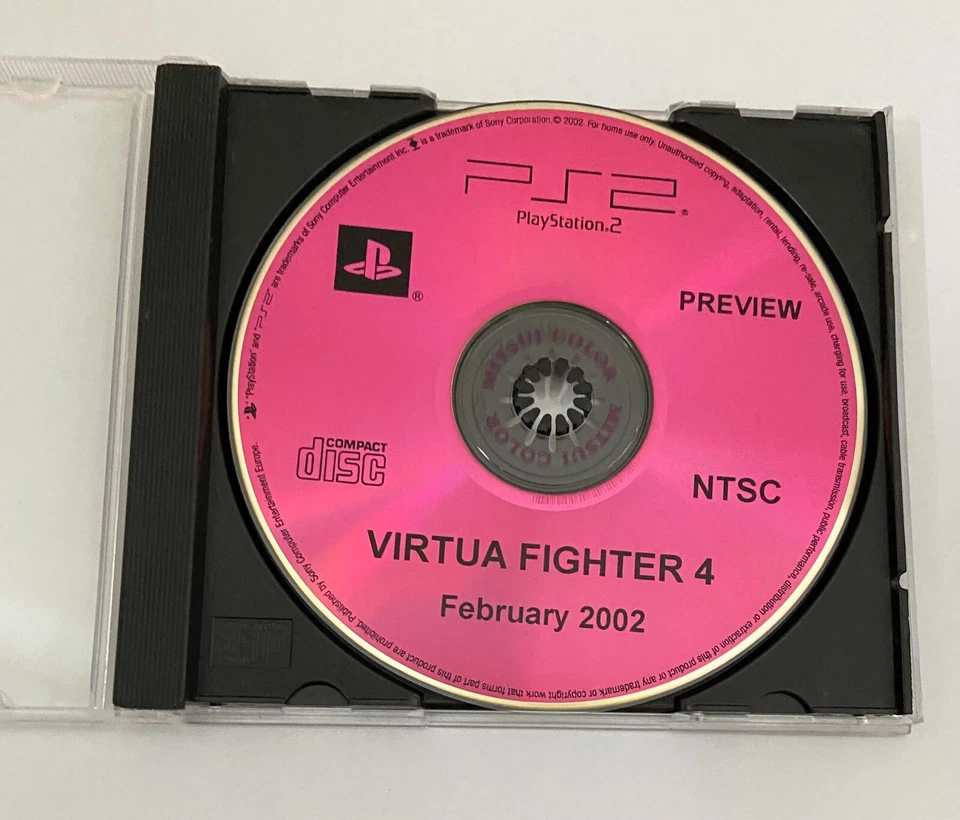 PS2®
PlayStation®2
®
PREVIEW
MITSUI COLOR
MITSUI COLOR
COMPACT
disc
NTSC
VIRTUA FIGHTER 4
February 2002
"PlayStation" and "PS2" are trademarks of Sony Computer Entertainment Inc. is a trademark of Sony Corporation. © 2002. For home use only. Unauthorised copying, adaptation, rental, lending, re-sale, arcade use, charging for use, broadcast, cable transmission, public performance, distribution or extraction of this product or any trademark or copyright work that forms part of this product are prohibited. Published by Sony Computer Entertainment Europe.